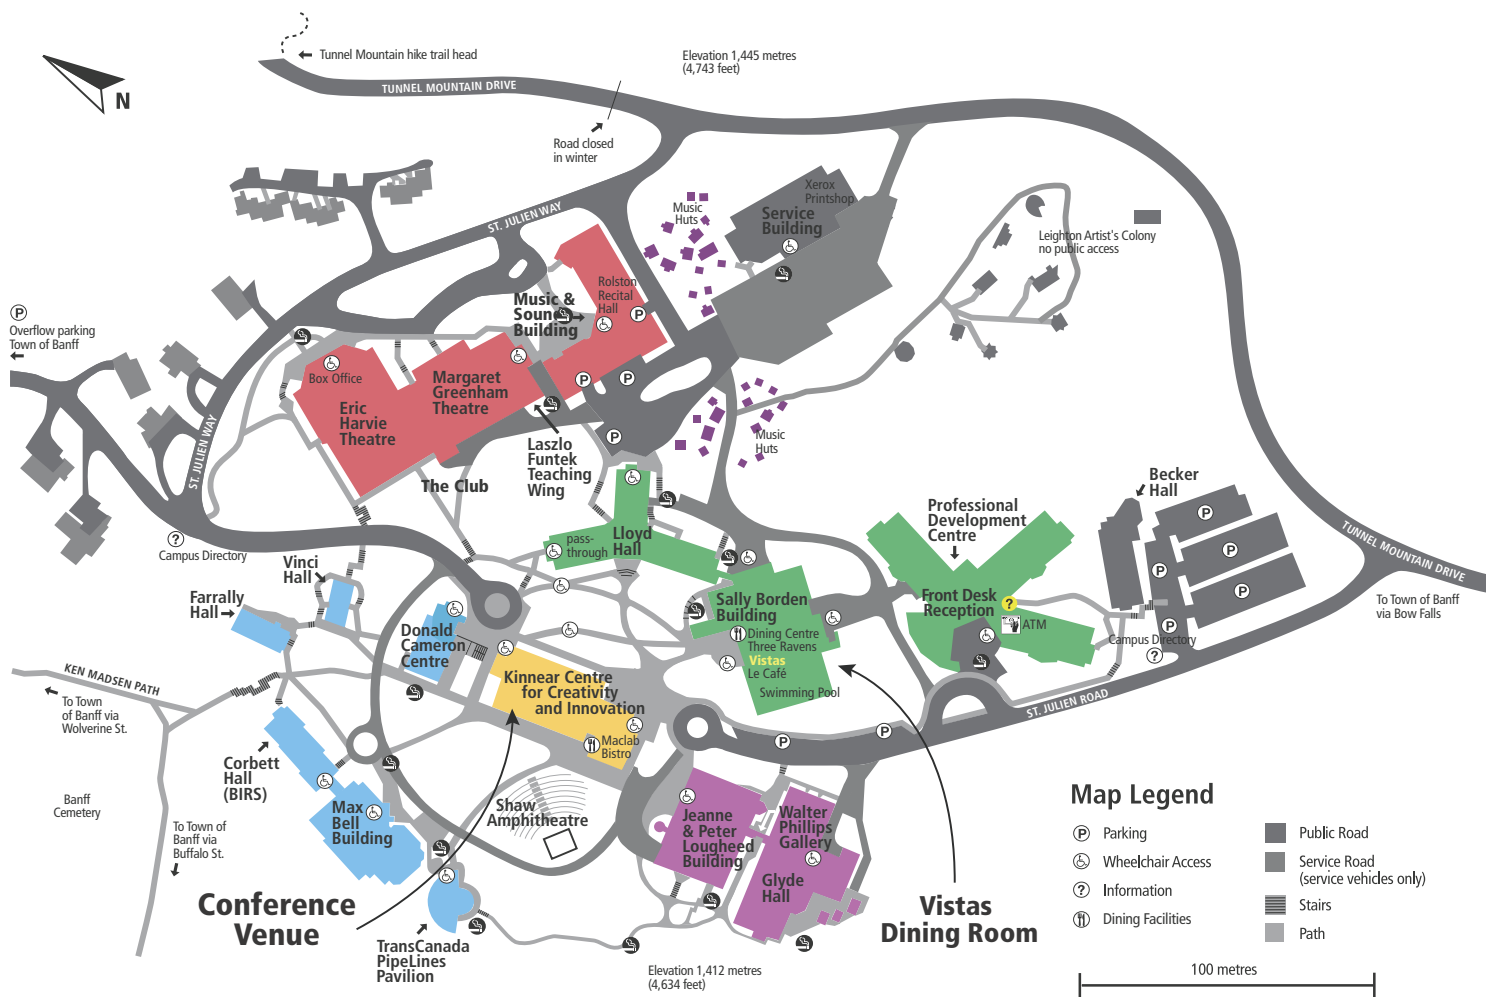 Tunnel Mountain hike trail head
Elevation 1,445 metres
(4,743 feet)
N
TUNNEL MOUNTAIN DRIVE
Road closed
in winter
Xerox
Printshop
Service
Building
Music
Huts
ST. JULIEN WAY
Leighton Artist's Colony
no public access
Rolston
Recital
Hall
Music &
Sound
Building
P
P
Overflow parking
Town of Banff
Box Office
Margaret
Greenham
Theatre
P
P
Eric
Harvie
Theatre
P
Music
Huts
Laszlo
Funtek
Teaching
Wing
The Club
ST. JULIEN WAY
Becker
Hall
Professional
Development
Centre
P
P
P
P
P
TUNNEL MOUNTAIN DRIVE
?
Campus Directory
pass-
through
Lloyd
Hall
Vinci
Hall
Farrally
Hall
Sally Borden
Building
Front Desk
Reception
?
ATM
To Town of Banff
via Bow Falls
Campus Directory
?
Donald
Cameron
Centre
Dining Centre
Three Ravens
Vistas
Le Café
Swimming Pool
KEN MADSEN PATH
To Town
of Banff via
Wolverine St.
Kinnear Centre
for Creativity
and Innovation
Maclab
Bistro
ST. JULIEN ROAD
P
P
Corbett
Hall
(BIRS)
Banff
Cemetery
To Town of
Banff via
Buffalo St.
Max
Bell
Building
Shaw
Amphitheatre
Jeanne
& Peter
Lougheed
Building
Walter
Phillips
Gallery
Glyde
Hall
Conference
Venue
TransCanada
PipeLines
Pavilion
Vistas
Dining Room
Elevation 1,412 metres
(4,634 feet)
Map Legend
P Parking
Wheelchair Access
? Information
Dining Facilities
Public Road
Service Road
(service vehicles only)
Stairs
Path
100 metres